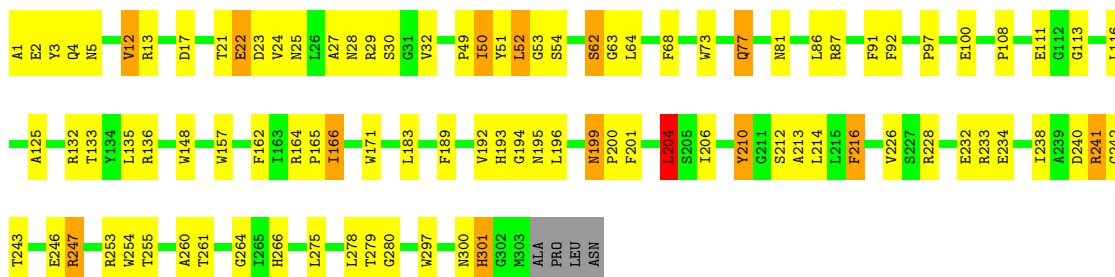 A1 E2 Y3 Q4 N5 V12 R13 D17 T21 E22 D23 V24 N25 L26 A27 N28 R29 S30 G31 V32 P49 I50 Y51 L52 G53 S54 S62 G63 L64 F68 W73 Q77 N81 L86 R87 F91 F92 P97 E100 P108 E111 G112 G113 L116
A125 R132 T133 Y134 L135 R136 W148 W157 F162 I163 R164 P165 I166 W171 L183 F189 V192 H193 G194 N195 L196 N199 P200 F201 L204 S205 I206 Y210 G211 S212 A213 L214 L215 F216 V226 S227 R228 E232 R233 E234 I238 A239 D240 R241 G242
T243 E246 R247 R253 W254 T255 A260 T261 G264 I265 H266 L275 L278 T279 G280 W297 N300 H301 G302 M303 ALA PRO LEU ASN